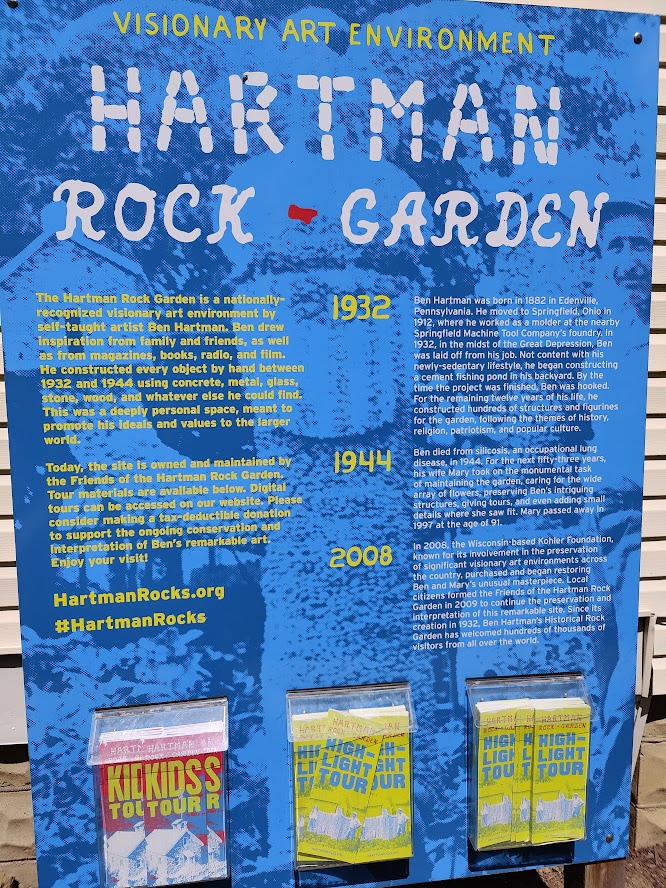 VISIONARY ART ENVIRONMENT
HARTMAN
ROCK - GARDEN
The Hartman Rock Garden is a nationally-
recognized visionary art environment by
self-taught artist Ben Hartman. Ben drew
inspiration from family and friends, as well
as from magazines, books, radio, and film.
He constructed every object by hand between
1932 and 1944 using concrete, metal, glass,
stone, wood, and whatever else he could find.
This was a deeply personal space, meant to
promote his ideals and values to the larger
world.
Today, the site is owned and maintained by
the Friends of the Hartman Rock Garden.
Tour materials are available below. Digital
tours can be accessed on our website. Please
consider making a tax-deductible donation
to support the ongoing conservation and
interpretation of Ben's remarkable art.
Enjoy your visit!
HartmanRocks.org
#HartmanRocks
1932
Ben Hartman was born in 1882 in Edenville,
Pennsylvania. He moved to Springfield, Ohio in
1912, where he worked as a molder at the nearby
Springfield Machine Tool Company's foundry. In
1932, in the midst of the Great Depression, Ben
was laid off from his job. Not content with his
newly-sedentary lifestyle, he began constructing
a cement fishing pond in his backyard. By the
time the project was finished, Ben was hooked.
For the remaining twelve years of his life, he
constructed hundreds of structures and figurines
for the garden, following the themes of history,
religion, patriotism, and popular culture.
1944
Ben died from silicosis, an occupational lung
disease, in 1944. For the next fifty-three years,
his wife Mary took on the monumental task
of maintaining the garden, caring for the wide
array of flowers, preserving Ben's intriguing
structures, giving tours, and even adding small
details where she saw fit. Mary passed away in
1997 at the age of 91.
2008
In 2008, the Wisconsin-based Kohler Foundation,
known for its involvement in the preservation
of significant visionary art environments across
the country, purchased and began restoring
Ben and Mary's unusual masterpiece. Local
citizens formed the Friends of the Hartman Rock
Garden in 2009 to continue the preservation and
interpretation of this remarkable site. Since its
creation in 1932, Ben Hartman's Historical Rock
Garden has welcomed hundreds of thousands of
visitors from all over the world.
HARTMAN
ROCK - GARDEN
KIDS
TOUR
HARTMAN
ROCK - GARDEN
HIGH-
LIGHT
TOUR
HARTMAN
ROCK - GARDEN
HIGH-
LIGHT
TOUR